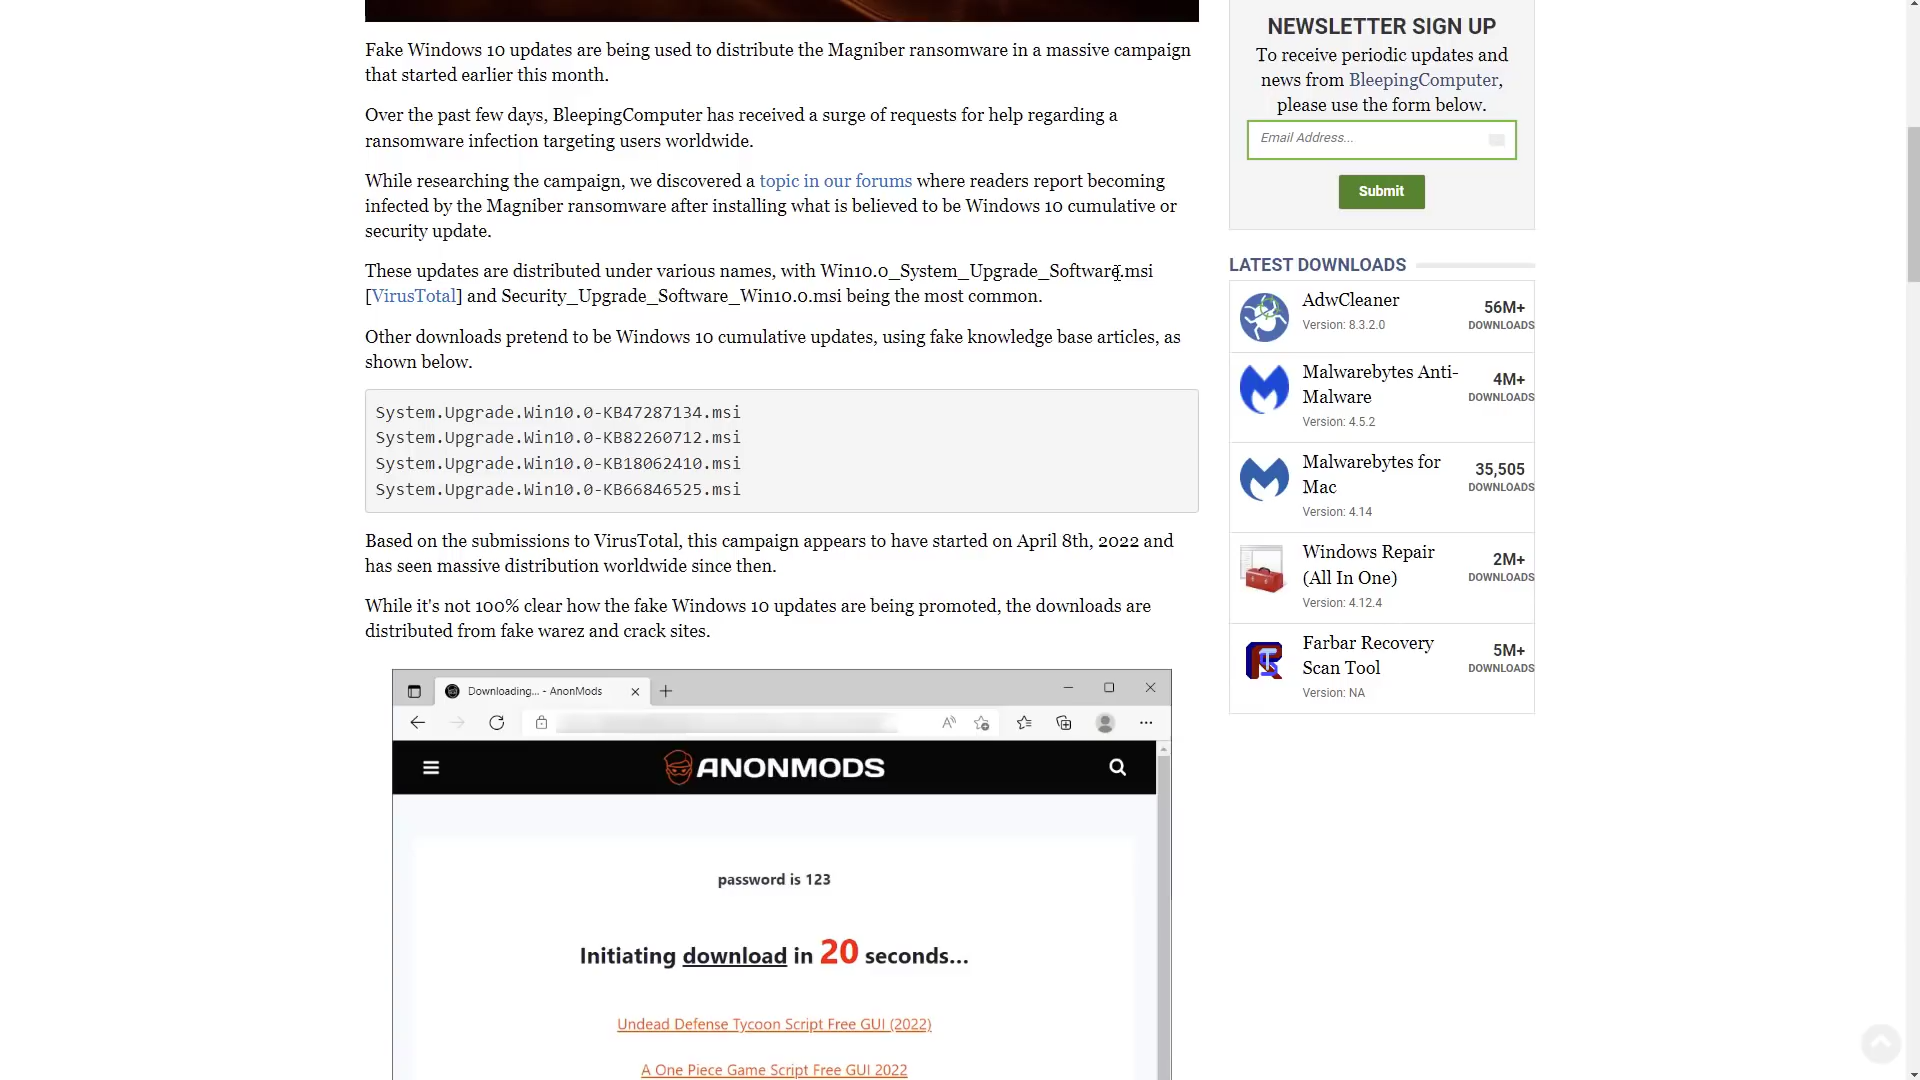 Fake Windows 10 updates are being used to distribute the Magniber ransomware in a massive campaign
that started earlier this month.
Over the past few days, BleepingComputer has received a surge of requests for help regarding a
ransomware infection targeting users worldwide.
While researching the campaign, we discovered a topic in our forums where readers report becoming
infected by the Magniber ransomware after installing what is believed to be Windows 10 cumulative or
security update.
These updates are distributed under various names, with Win10.0_System_Upgrade_Software.msi
[VirusTotal] and Security_Upgrade_Software_Win10.0.msi being the most common.
Other downloads pretend to be Windows 10 cumulative updates, using fake knowledge base articles, as
shown below.
System.Upgrade.Win10.0-KB47287134.msi
System.Upgrade.Win10.0-KB82260712.msi
System.Upgrade.Win10.0-KB18062410.msi
System.Upgrade.Win10.0-KB66846525.msi
Based on the submissions to VirusTotal, this campaign appears to have started on April 8th, 2022 and
has seen massive distribution worldwide since then.
While it's not 100% clear how the fake Windows 10 updates are being promoted, the downloads are
distributed from fake warez and crack sites.
Downloading... - AnonMods
ANONMODS
password is 123
Initiating download in 20 seconds...
Undead Defense Tycoon Script Free GUI (2022)
A One Piece Game Script Free GUI 2022
NEWSLETTER SIGN UP
To receive periodic updates and
news from BleepingComputer,
please use the form below.
Email Address...
Submit
LATEST DOWNLOADS
AdwCleaner
Version: 8.3.2.0
56M+
DOWNLOADS
Malwarebytes Anti-
Malware
Version: 4.5.2
4M+
DOWNLOADS
Malwarebytes for
Mac
Version: 4.14
35,505
DOWNLOADS
Windows Repair
(All In One)
Version: 4.12.4
2M+
DOWNLOADS
Farbar Recovery
Scan Tool
Version: NA
5M+
DOWNLOADS